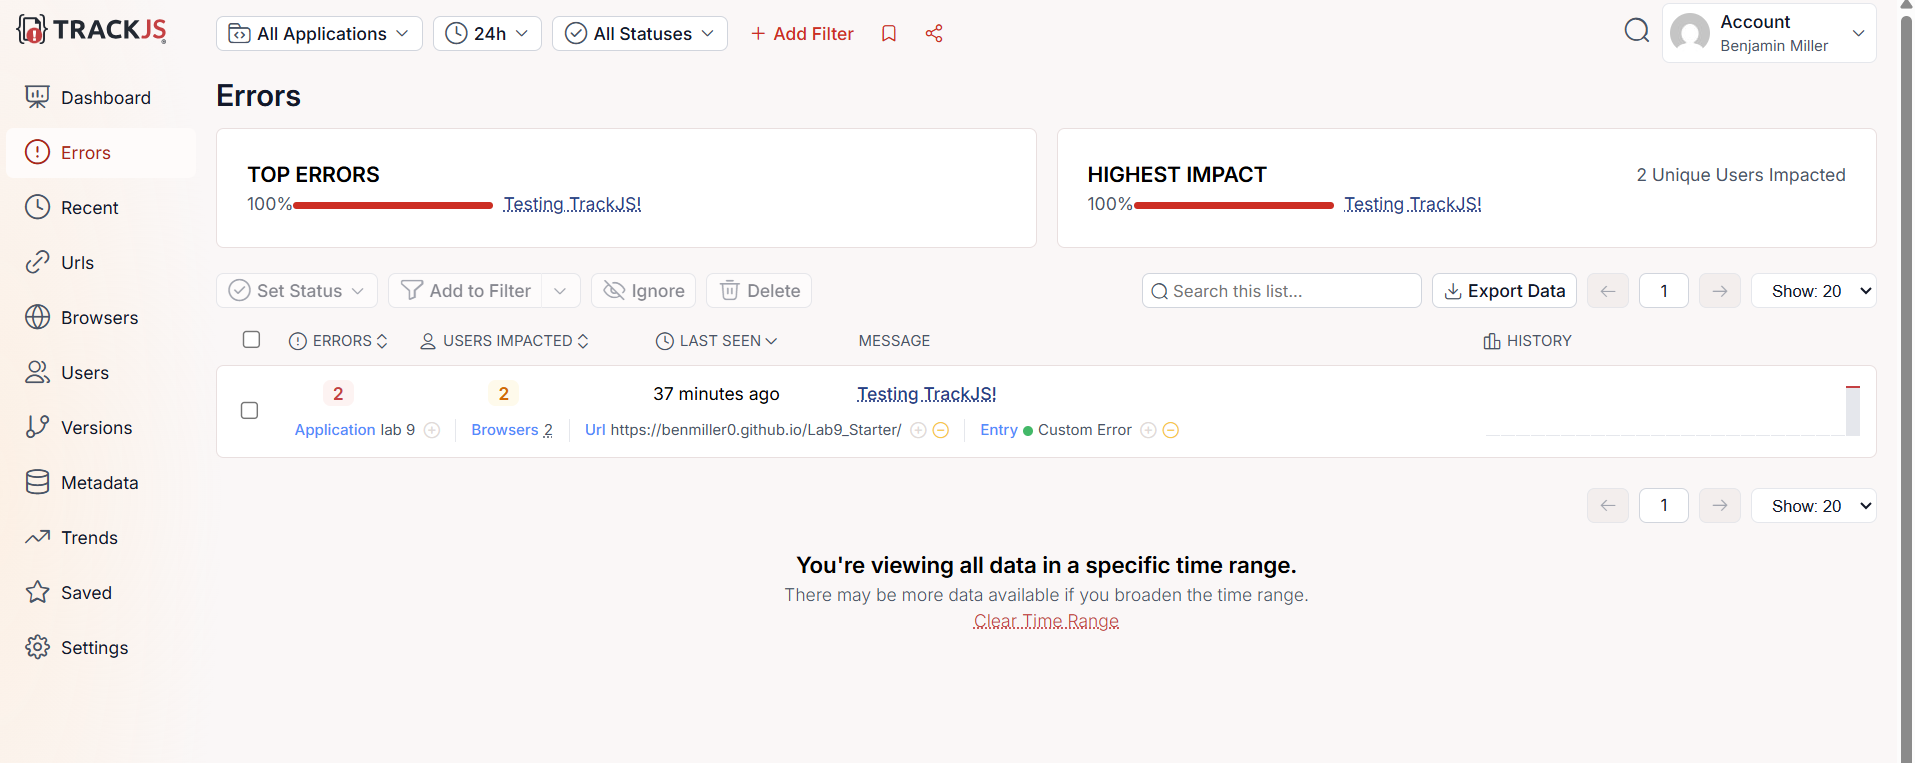 TRACKJS
All Applications
24h
All Statuses
+ Add Filter
Account
Benjamin Miller
Dashboard
Errors
Recent
Urls
Browsers
Users
Versions
Metadata
Trends
Saved
Settings
Errors
TOP ERRORS
100% Testing TrackJS!
HIGHEST IMPACT
2 Unique Users Impacted
100% Testing TrackJS!
Set Status
Add to Filter
Ignore
Delete
Search this list...
Export Data
← 1 →
Show: 20
ERRORS USERS IMPACTED LAST SEEN MESSAGE HISTORY
2 2 37 minutes ago Testing TrackJS!
Application lab 9 Browsers 2 Url https://benmiller0.github.io/Lab9_Starter/ Entry Custom Error
← 1 →
Show: 20
You're viewing all data in a specific time range.
There may be more data available if you broaden the time range.
Clear Time Range